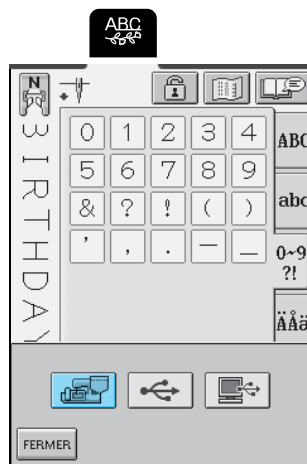 ABC
N
BIRTHDAY
0 1 2 3 4 ABC
5 6 7 8 9
& ? ! ( ) abc
' , . — _ 0~9
?!
ÄÅä
FERMER